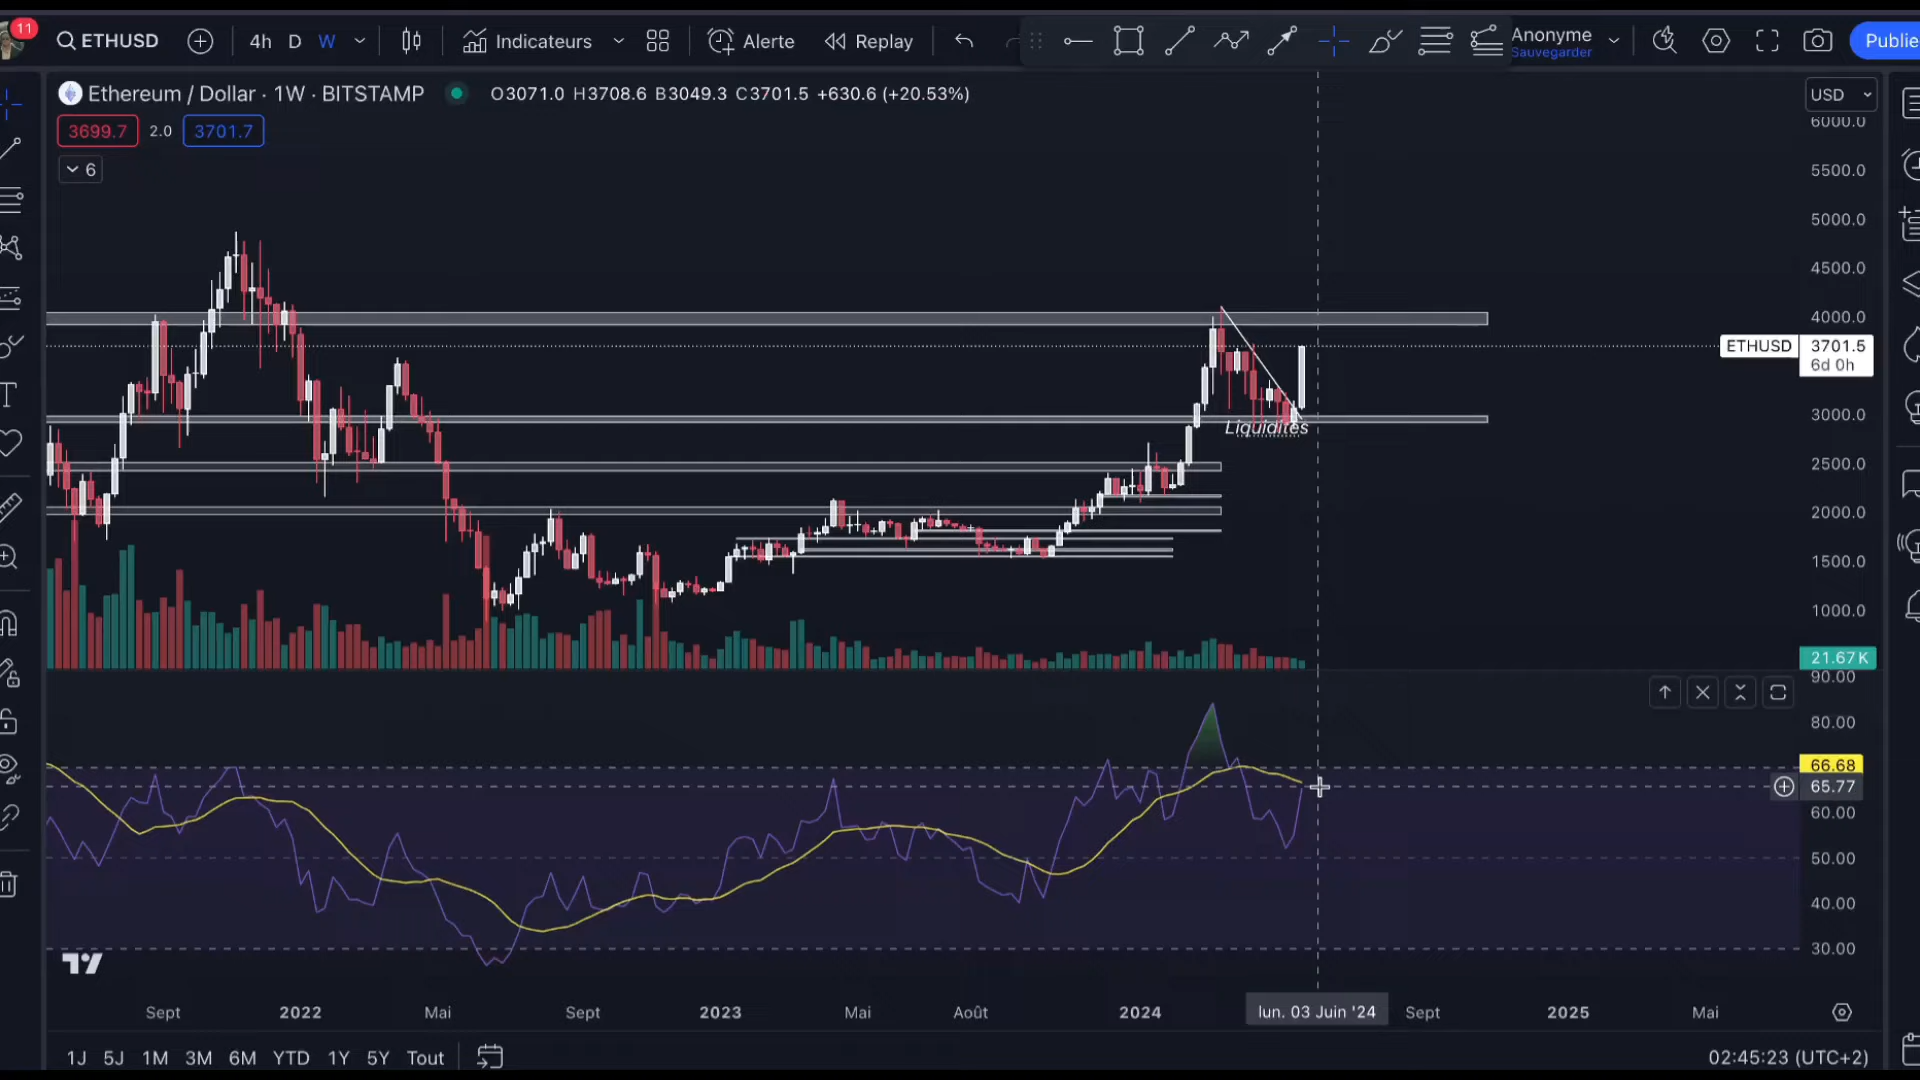 11
ETHUSD
4h D W
Indicateurs
Alerte
Replay
Anonyme
Sauvegarder
Publie
Ethereum / Dollar · 1W · BITSTAMP
O3071.0 H3708.6 B3049.3 C3701.5 +630.6 (+20.53%)
USD
3699.7 2.0 3701.7
6
6000.0
5500.0
5000.0
4500.0
4000.0
ETHUSD 3701.5
6d 0h
3000.0
Liquidités
2500.0
2000.0
1500.0
1000.0
21.67 K
90.00
80.00
66.68
65.77
60.00
50.00
40.00
30.00
Sept 2022 Mai Sept 2023 Mai Août 2024 lun. 03 Juin '24 Sept 2025 Mai
1J 5J 1M 3M 6M YTD 1Y 5Y Tout
02:45:23 (UTC+2)